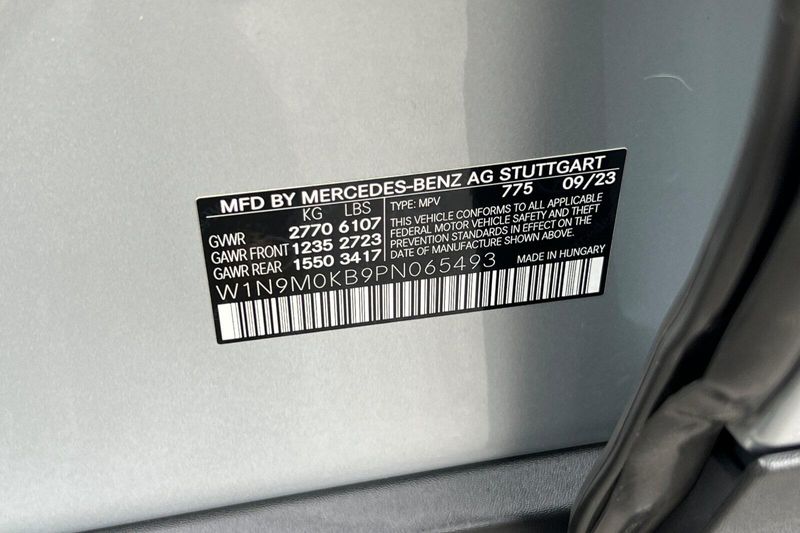 MFD BY MERCEDES-BENZ AG STUTTGART
KG LBS TYPE: MPV 775 09/23
GVWR 2770 6107
GAWR FRONT 1235 2723
GAWR REAR 1550 3417
THIS VEHICLE CONFORMS TO ALL APPLICABLE
FEDERAL MOTOR VEHICLE SAFETY AND THEFT
PREVENTION STANDARDS IN EFFECT ON THE
DATE OF MANUFACTURE SHOWN ABOVE.
W1N9M0KB9PN065493 MADE IN HUNGARY